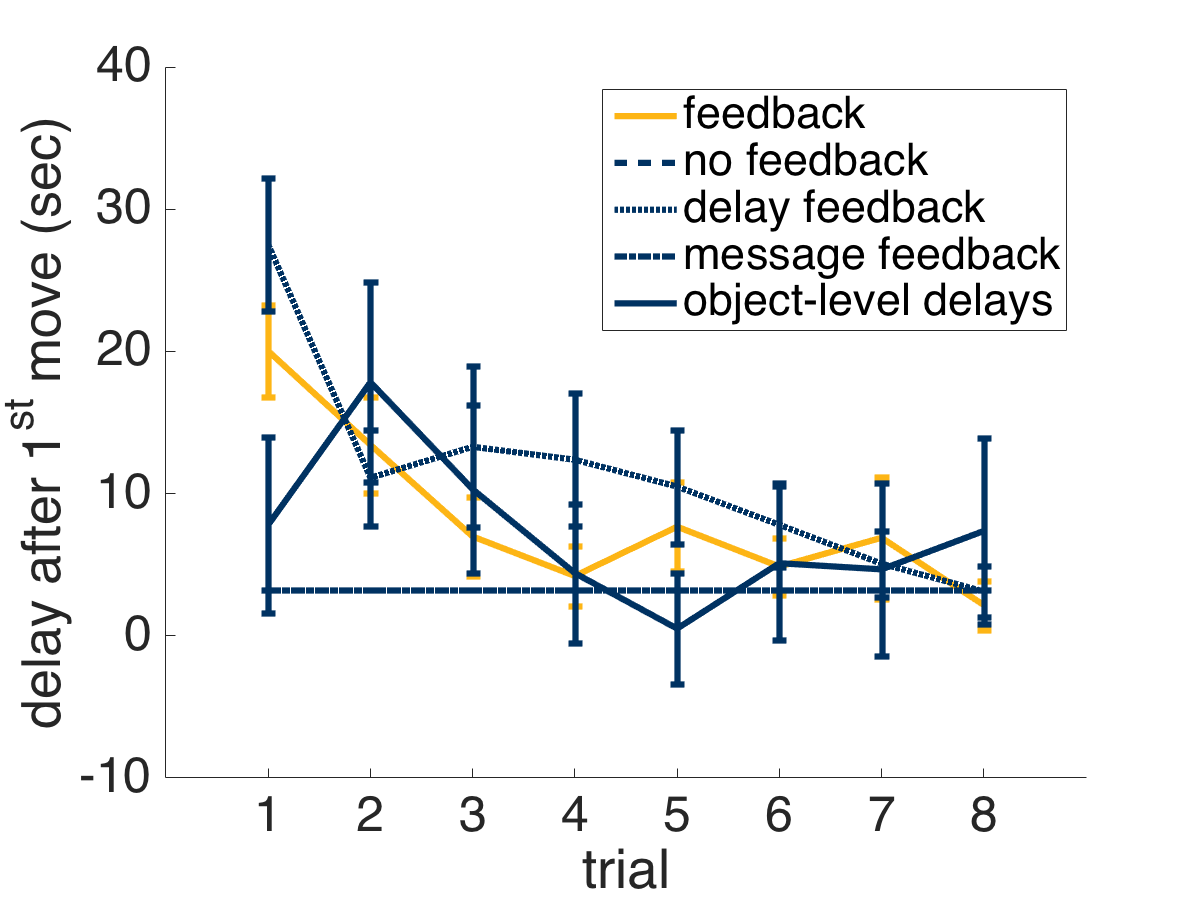 40
30
20
10
0
-10
delay after 1st move (sec)
feedback
no feedback
delay feedback
message feedback
object-level delays
1 2 3 4 5 6 7 8
trial